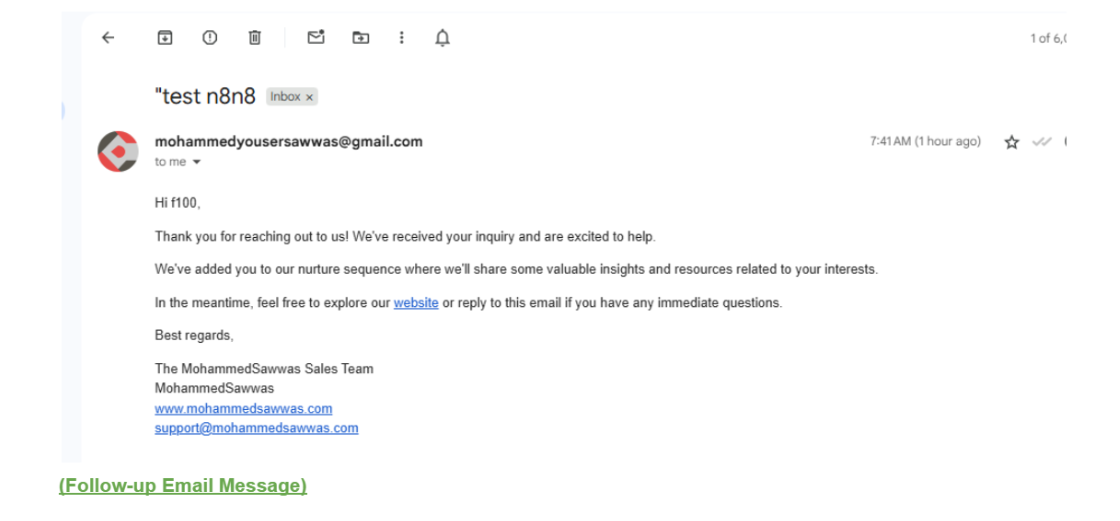 1 of 6,
"test n8n8 Inbox x
mohammedyousersawwas@gmail.com 7:41 AM (1 hour ago)
to me
Hi f100,
Thank you for reaching out to us! We've received your inquiry and are excited to help.
We've added you to our nurture sequence where we'll share some valuable insights and resources related to your interests.
In the meantime, feel free to explore our website or reply to this email if you have any immediate questions.
Best regards,
The MohammedSawwas Sales Team
MohammedSawwas
www.mohammedsawwas.com
support@mohammedsawwas.com
(Follow-up Email Message)